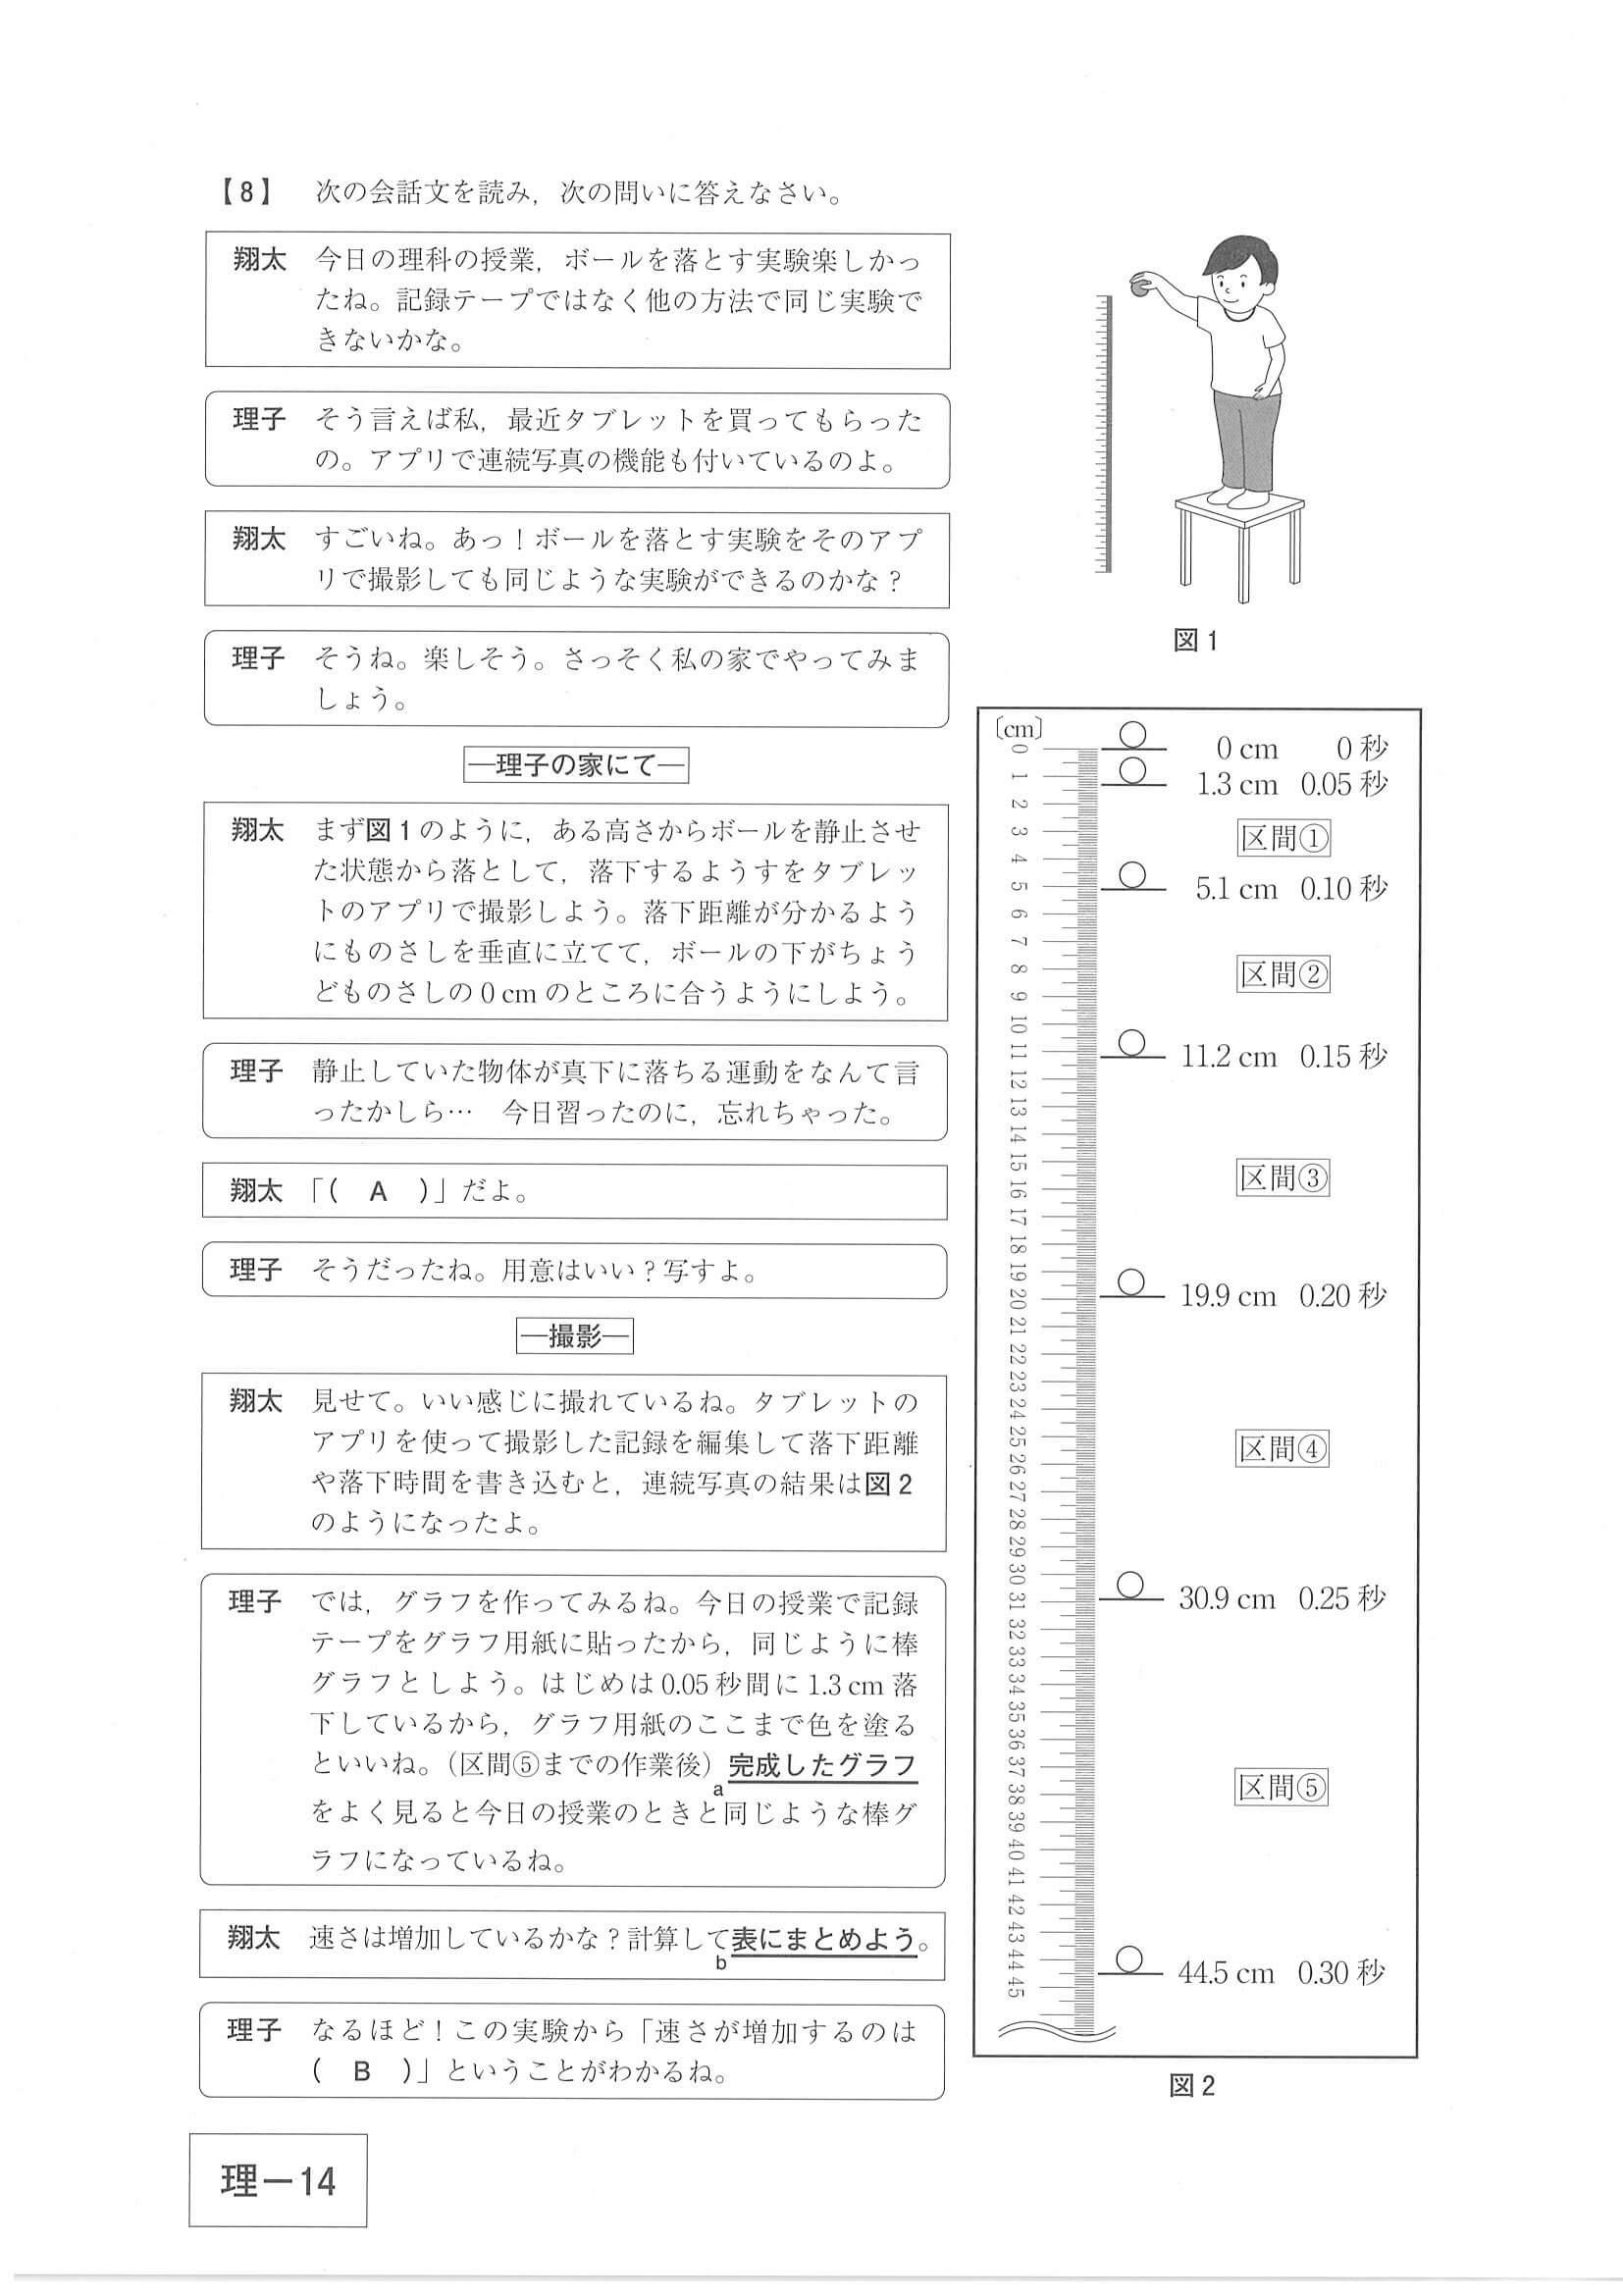 【8】 次の会話文を読み，次の問いに答えなさい。
翔太 今日の理科の授業，ボールを落とす実験楽しかっ
たね。記録テープではなく他の方法で同じ実験で
きないかな。
理子 そう言えば私，最近タブレットを買ってもらった
の。アプリで連続写真の機能も付いているのよ。
翔太 すごいね。あっ！ボールを落とす実験をそのアプ
リで撮影しても同じような実験ができるのかな？
理子 そうね。楽しそう。さっそく私の家でやってみま
しょう。
―理子の家にて―
翔太 まず図1のように，ある高さからボールを静止させ
た状態から落として，落下するようすをタブレッ
トのアプリで撮影しよう。落下距離が分かるよう
にものさしを垂直に立てて，ボールの下がちょう
どものさしの0cmのところに合うようにしよう。
理子 静止していた物体が真下に落ちる運動をなんて言
ったかしら… 今日習ったのに，忘れちゃった。
翔太 「( A )」だよ。
理子 そうだったね。用意はいい？写すよ。
―撮影―
翔太 見せて。いい感じに撮れているね。タブレットの
アプリを使って撮影した記録を編集して落下距離
や落下時間を書き込むと，連続写真の結果は図2
のようになったよ。
理子 では，グラフを作ってみるね。今日の授業で記録
テープをグラフ用紙に貼ったから，同じように棒
グラフとしよう。はじめは0.05秒間に1.3cm落
下しているから，グラフ用紙のここまで色を塗る
といいね。（区間⑤までの作業後）完成したグラフ
a
をよく見ると今日の授業のときと同じような棒グ
ラフになっているね。
翔太 速さは増加しているかな？計算して表にまとめよう。
b
理子 なるほど！この実験から「速さが増加するのは
( B )」ということがわかるね。
図1
〔cm〕
0
1
2
3
4
5
6
7
8
9
10
11
12
13
14
15
16
17
18
19
20
21
22
23
24
25
26
27
28
29
30
31
32
33
34
35
36
37
38
39
40
41
42
43
44
45
0 cm 0秒
1.3 cm 0.05秒
区間①
5.1 cm 0.10秒
区間②
11.2 cm 0.15秒
区間③
19.9 cm 0.20秒
区間④
30.9 cm 0.25秒
区間⑤
44.5 cm 0.30秒
図2
理－14